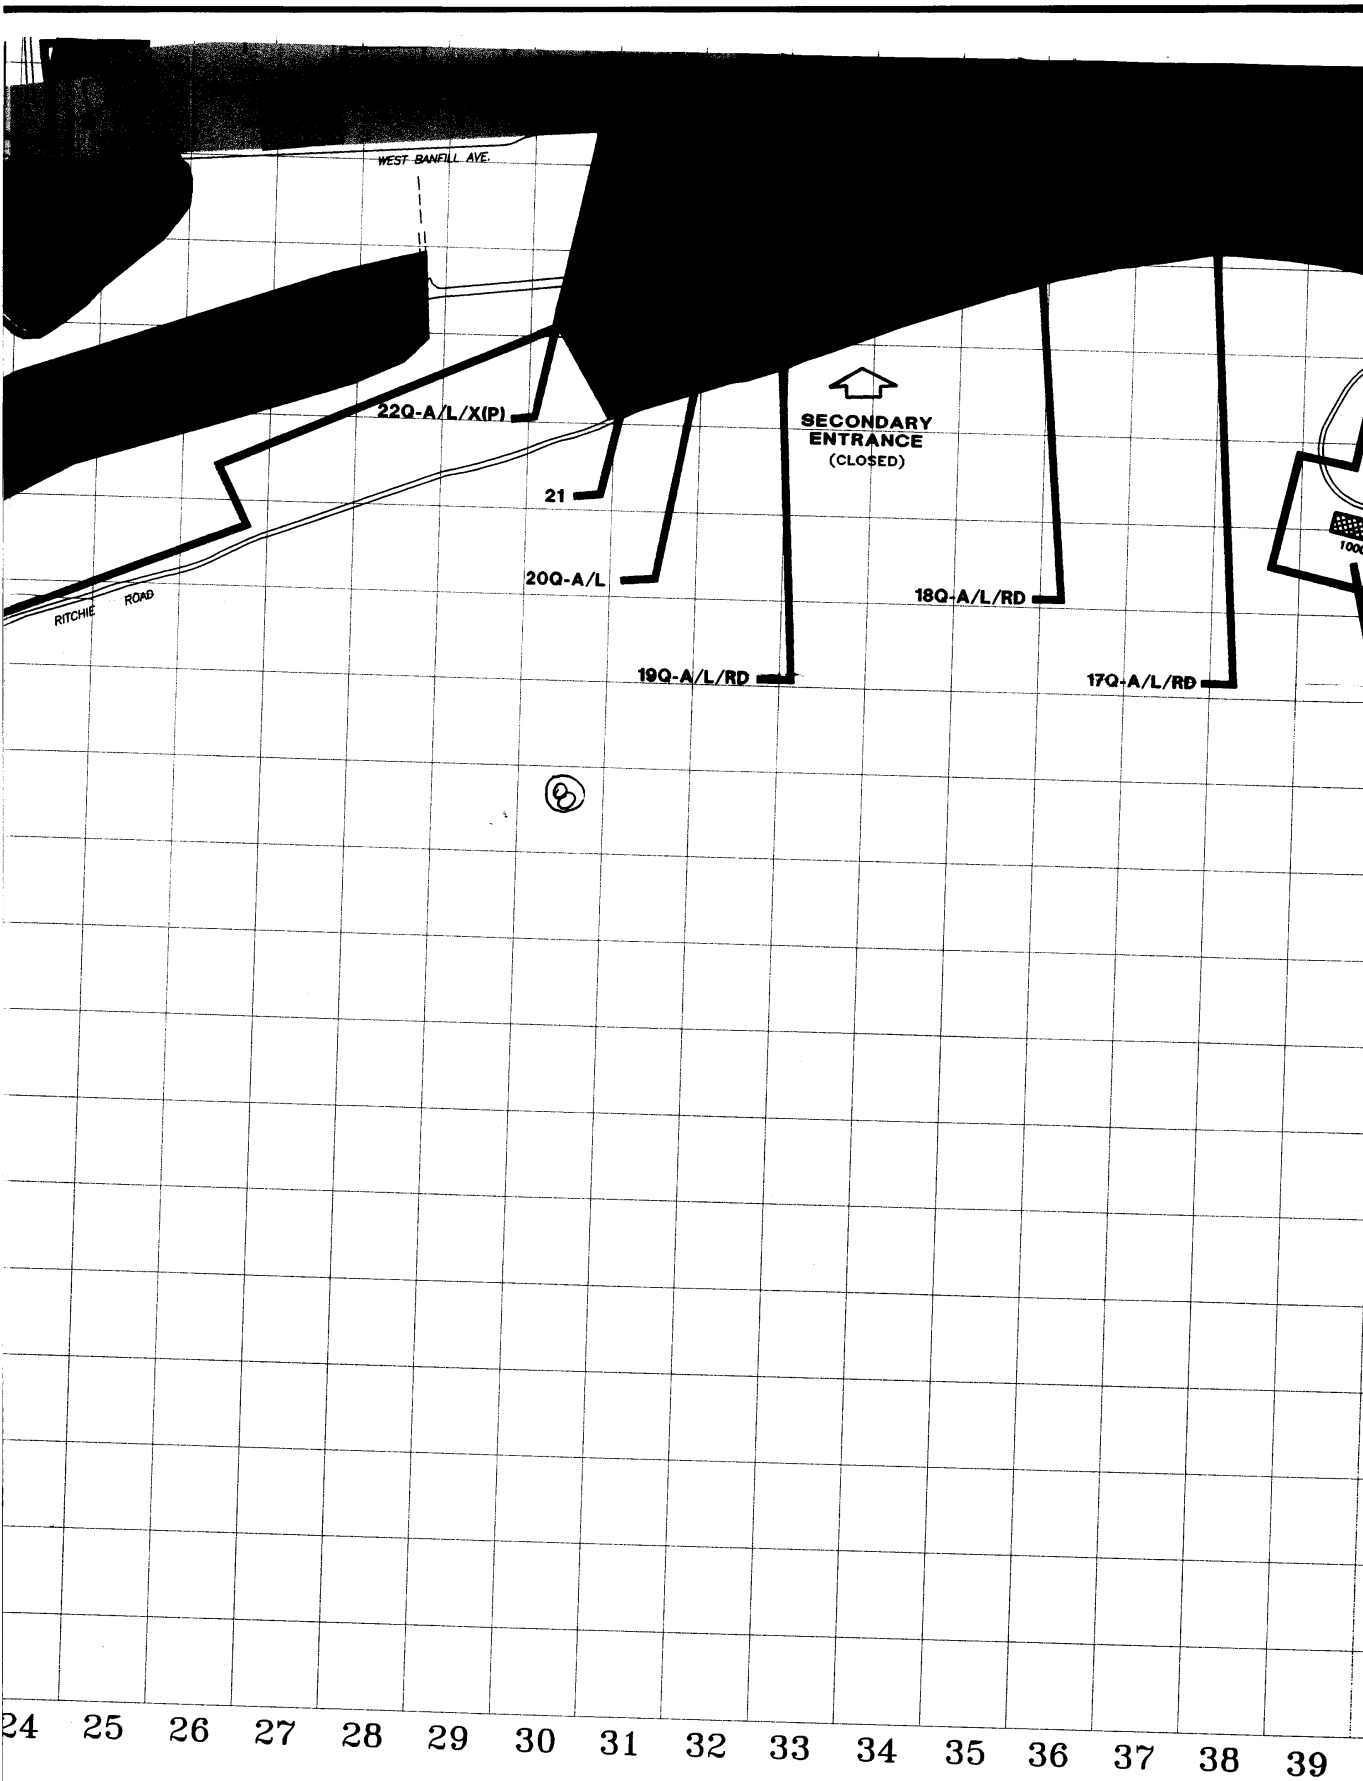 WEST BANFILL AVE.
22Q-A/L/X(P)
SECONDARY
ENTRANCE
(CLOSED)
21
20Q-A/L
18Q-A/L/RD
RITCHIE ROAD
19Q-A/L/RD
17Q-A/L/RD
24 25 26 27 28 29 30 31 32 33 34 35 36 37 38 39